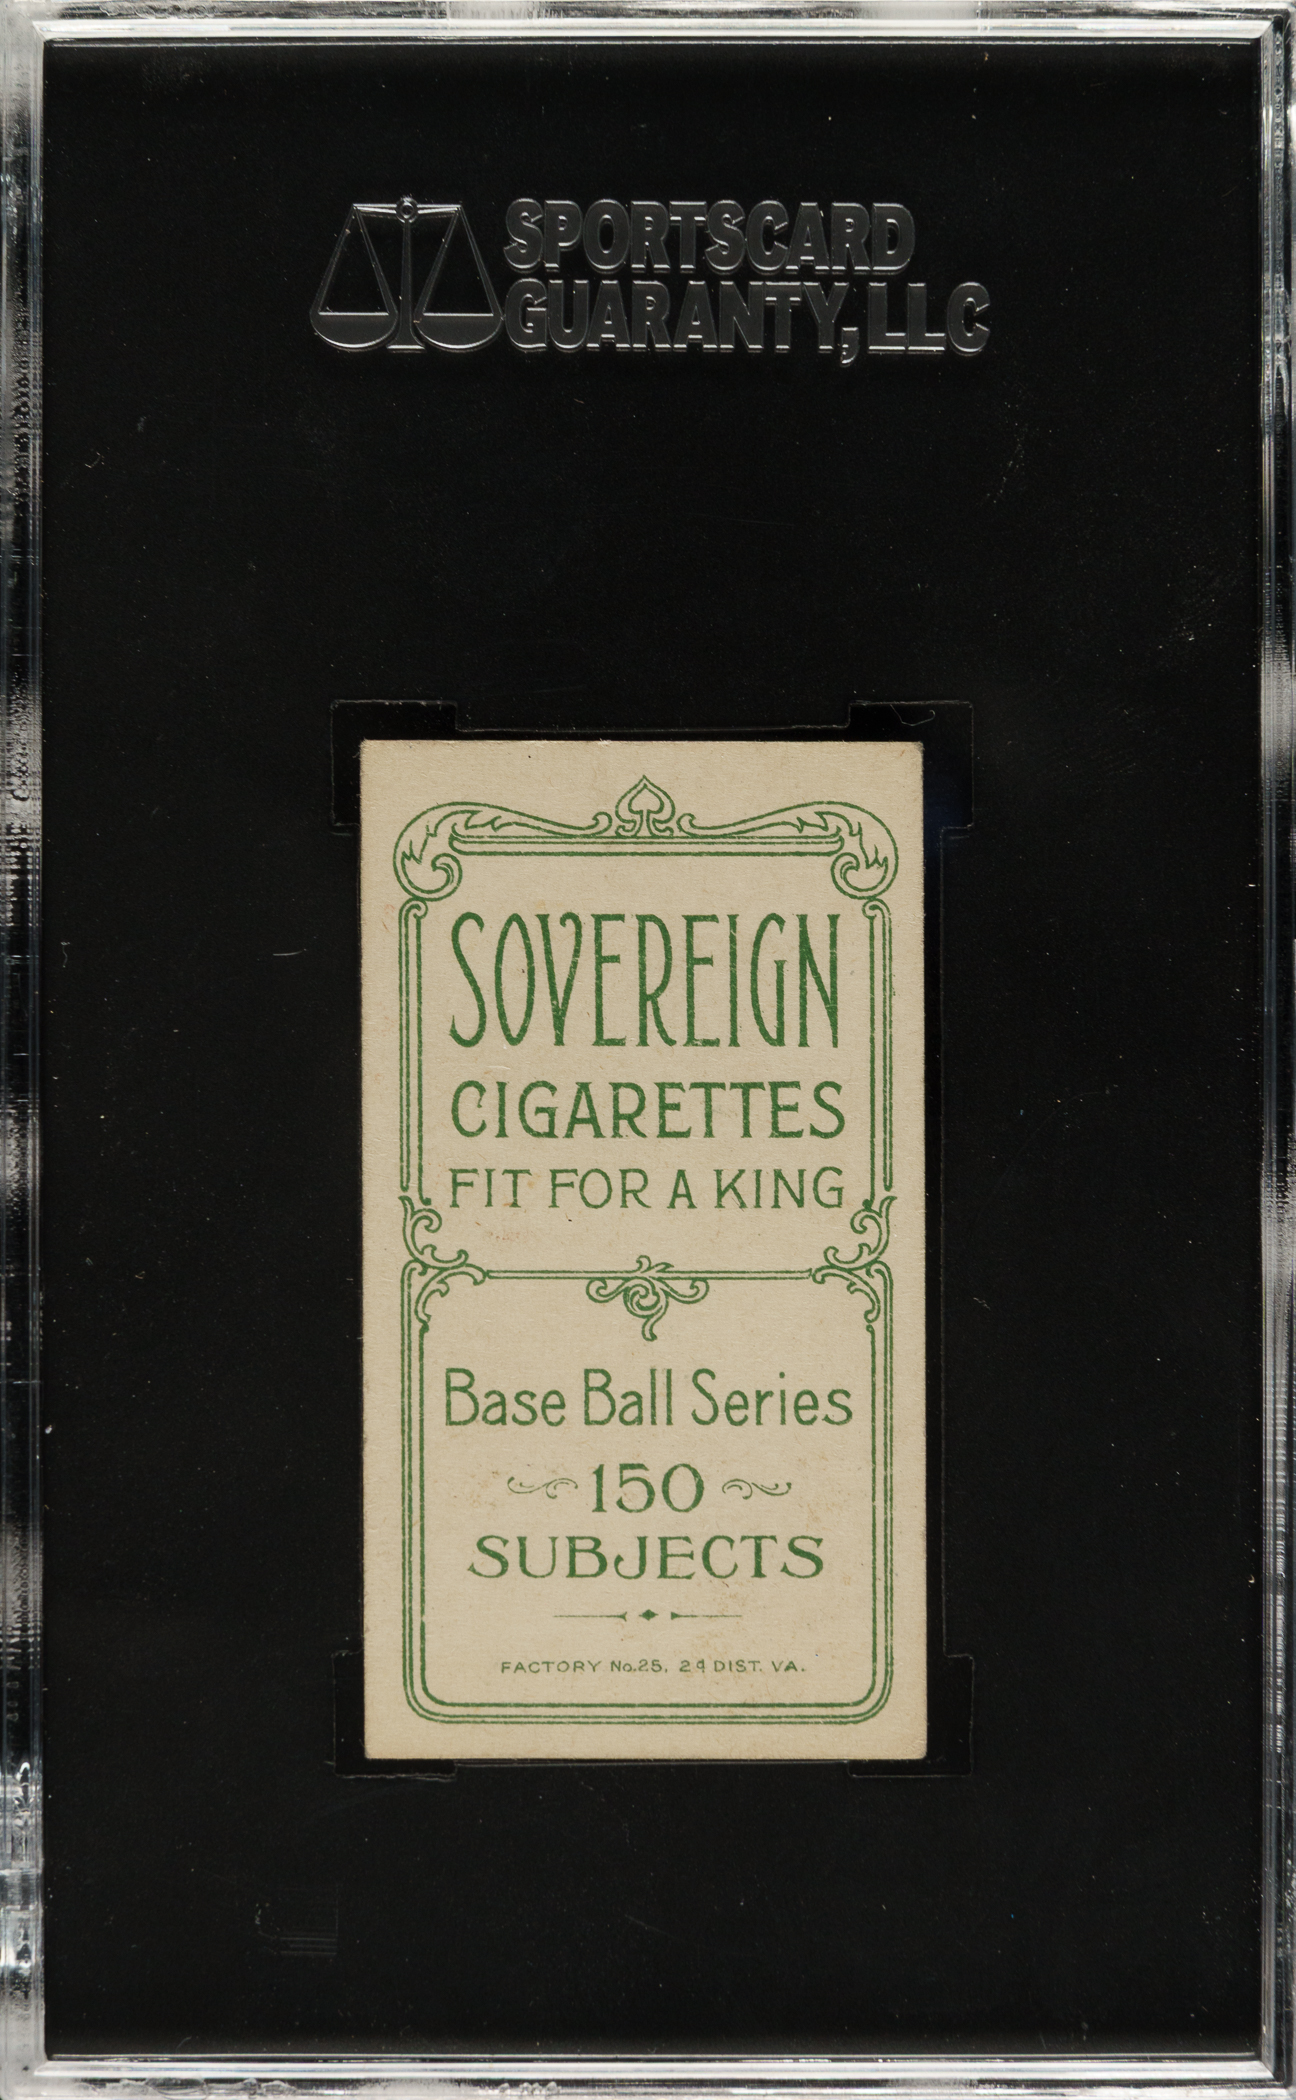 SPORTSCARD
GUARANTY, LLC
SOVEREIGN
CIGARETTES
FIT FOR A KING
Base Ball Series
150
SUBJECTS
FACTORY No.25, 2d DIST. VA.